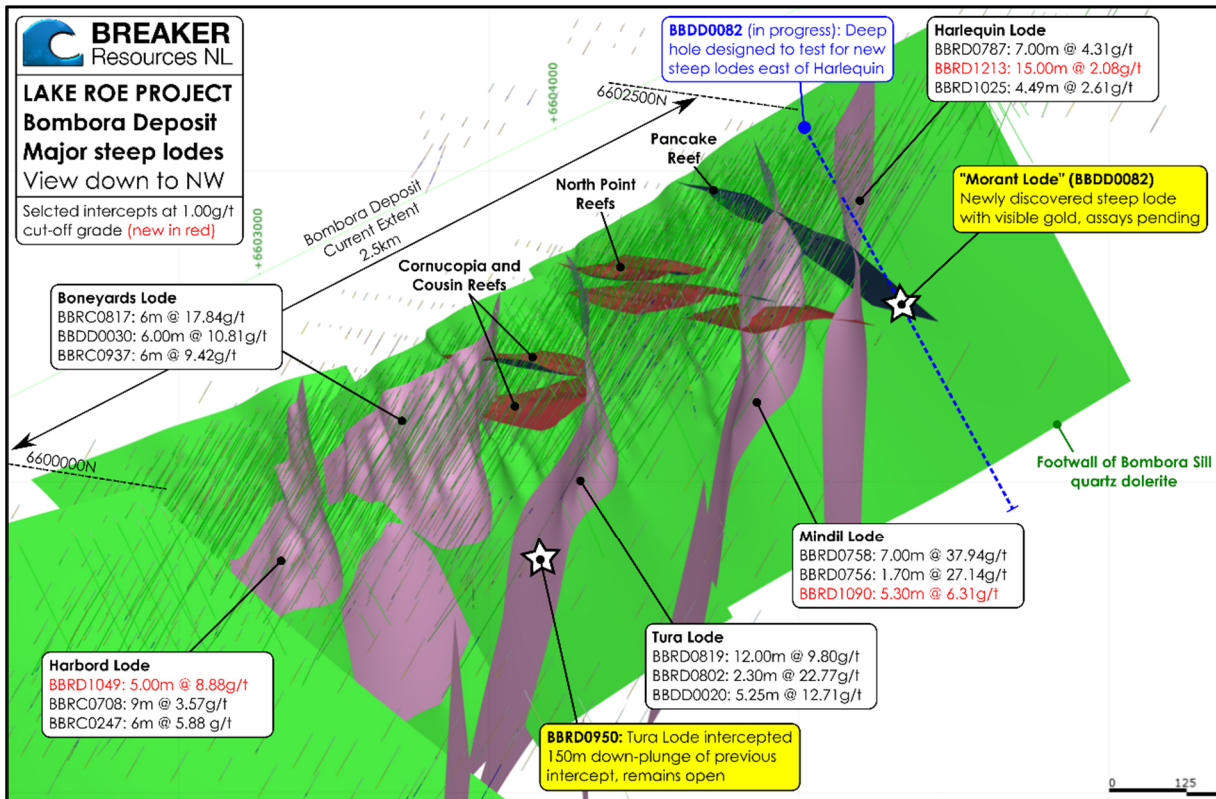 BREAKER
Resources NL
LAKE ROE PROJECT
Bombora Deposit
Major steep lodes
View down to NW
Selcted intercepts at 1.00g/t
cut-off grade (new in red)
BBDD0082 (in progress): Deep
hole designed to test for new
steep lodes east of Harlequin
Harlequin Lode
BBRD0787: 7.00m @ 4.31g/t
BBRD1213: 15.00m @ 2.08g/t
BBRD1025: 4.49m @ 2.61g/t
+6604000
6602500N
Pancake
Reef
"Morant Lode" (BBDD0082)
Newly discovered steep lode
with visible gold, assays pending
North Point
Reefs
+6603000
Bombora Deposit
Current Extent
2.5km
Cornucopia and
Cousin Reefs
Boneyards Lode
BBRC0817: 6m @ 17.84g/t
BBDD0030: 6.00m @ 10.81g/t
BBRC0937: 6m @ 9.42g/t
6600000N
Footwall of Bombora Sill
quartz dolerite
Mindil Lode
BBRD0758: 7.00m @ 37.94g/t
BBRD0756: 1.70m @ 27.14g/t
BBRD1090: 5.30m @ 6.31g/t
Tura Lode
BBRD0819: 12.00m @ 9.80g/t
BBRD0802: 2.30m @ 22.77g/t
BBDD0020: 5.25m @ 12.71g/t
Harbord Lode
BBRD1049: 5.00m @ 8.88g/t
BBRC0708: 9m @ 3.57g/t
BBRC0247: 6m @ 5.88 g/t
BBRD0950: Tura Lode intercepted
150m down-plunge of previous
intercept, remains open
0 125